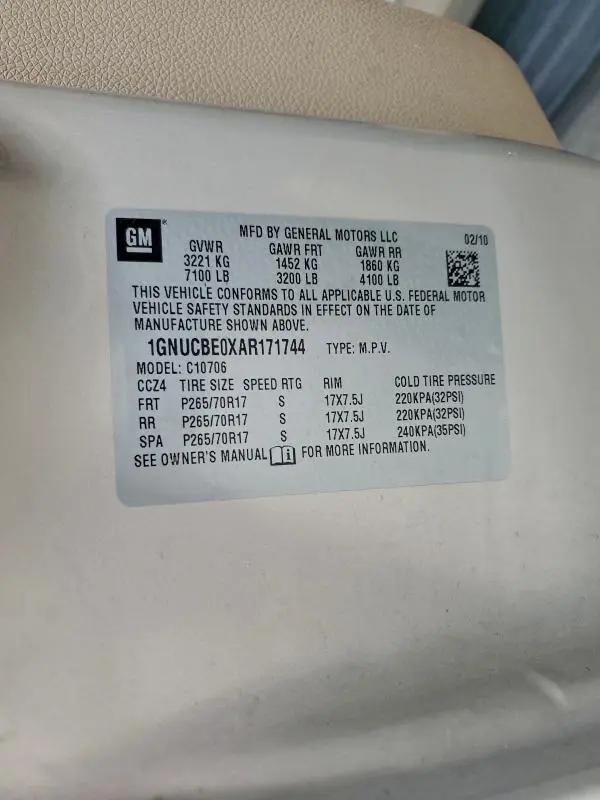 GM
MFD BY GENERAL MOTORS LLC 02/10
GVWR GAWR FRT GAWR RR
3221 KG 1452 KG 1860 KG
7100 LB 3200 LB 4100 LB
THIS VEHICLE CONFORMS TO ALL APPLICABLE U.S. FEDERAL MOTOR
VEHICLE SAFETY STANDARDS IN EFFECT ON THE DATE OF
MANUFACTURE SHOWN ABOVE.
1GNUCBE0XAR171744 TYPE: M.P.V.
MODEL: C10706
CCZ4 TIRE SIZE SPEED RTG RIM COLD TIRE PRESSURE
FRT P265/70R17 S 17X7.5J 220KPA(32PSI)
RR P265/70R17 S 17X7.5J 220KPA(32PSI)
SPA P265/70R17 S 17X7.5J 240KPA(35PSI)
SEE OWNER'S MANUAL i FOR MORE INFORMATION.